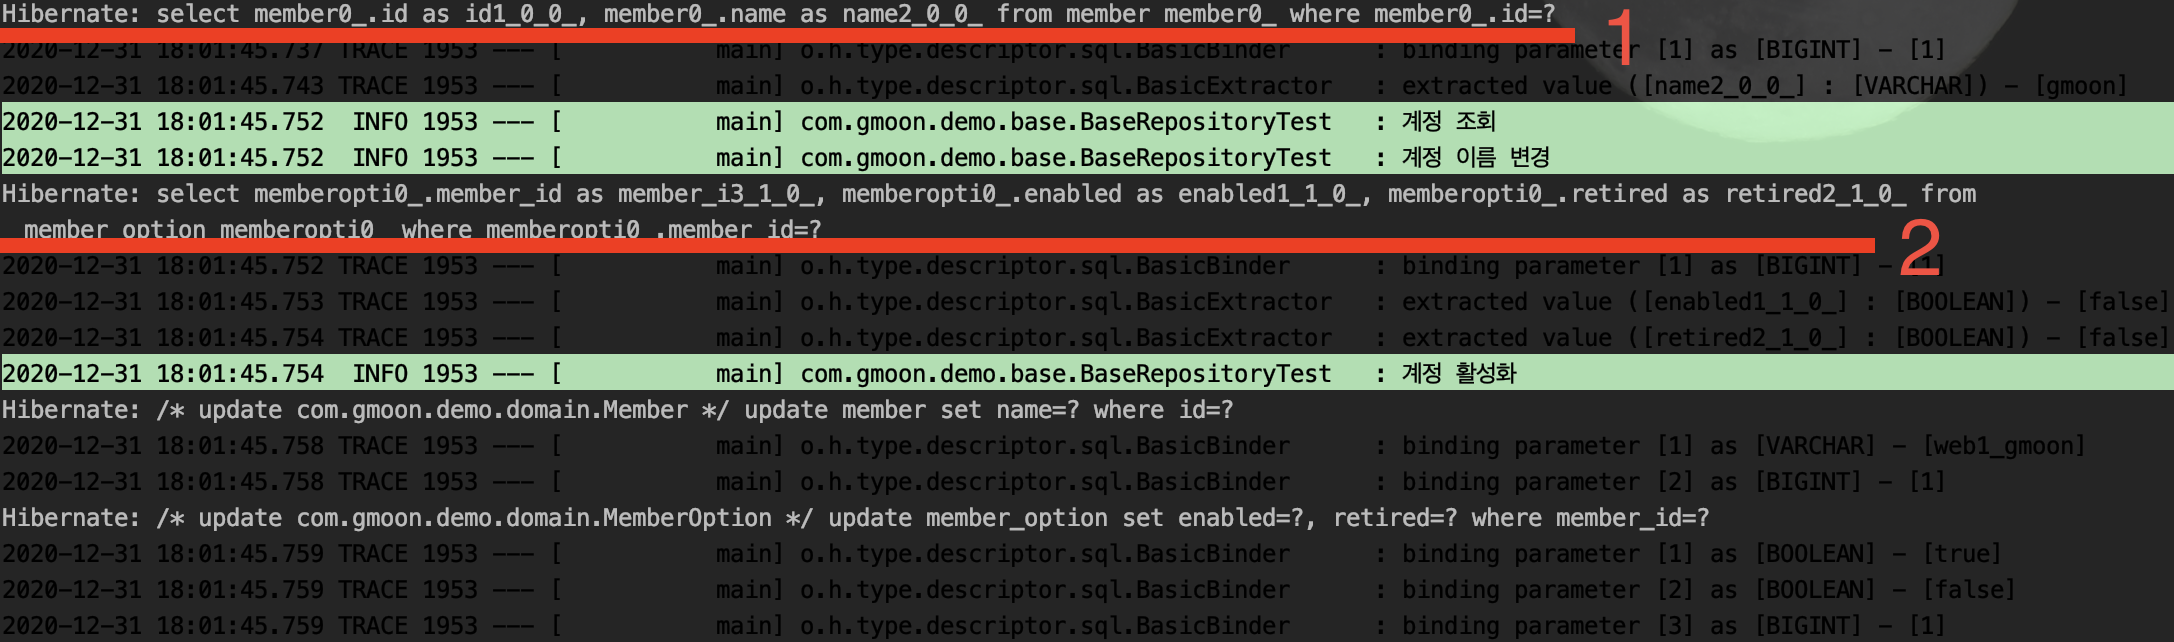 Hibernate: select member0_.id as id1_0_0_, member0_.name as name2_0_0_ from member member0_ where member0_.id=?
1
2020-12-31 18:01:45.737 TRACE 1953 --- [           main] o.h.type.descriptor.sql.BasicBinder      : binding parameter [1] as [BIGINT] - [1]
2020-12-31 18:01:45.743 TRACE 1953 --- [           main] o.h.type.descriptor.sql.BasicExtractor   : extracted value ([name2_0_0_] : [VARCHAR]) - [gmoon]
2020-12-31 18:01:45.752  INFO 1953 --- [           main] com.gmoon.demo.base.BaseRepositoryTest   : 계정 조회
2020-12-31 18:01:45.752  INFO 1953 --- [           main] com.gmoon.demo.base.BaseRepositoryTest   : 계정 이름 변경
Hibernate: select memberopti0_.member_id as member_i3_1_0_, memberopti0_.enabled as enabled1_1_0_, memberopti0_.retired as retired2_1_0_ from
member_option memberopti0_ where memberopti0_.member_id=?
2
2020-12-31 18:01:45.752 TRACE 1953 --- [           main] o.h.type.descriptor.sql.BasicBinder      : binding parameter [1] as [BIGINT] - [1]
2020-12-31 18:01:45.753 TRACE 1953 --- [           main] o.h.type.descriptor.sql.BasicExtractor   : extracted value ([enabled1_1_0_] : [BOOLEAN]) - [false]
2020-12-31 18:01:45.754 TRACE 1953 --- [           main] o.h.type.descriptor.sql.BasicExtractor   : extracted value ([retired2_1_0_] : [BOOLEAN]) - [false]
2020-12-31 18:01:45.754  INFO 1953 --- [           main] com.gmoon.demo.base.BaseRepositoryTest   : 계정 활성화
Hibernate: /* update com.gmoon.demo.domain.Member */ update member set name=? where id=?
2020-12-31 18:01:45.758 TRACE 1953 --- [           main] o.h.type.descriptor.sql.BasicBinder      : binding parameter [1] as [VARCHAR] - [web1_gmoon]
2020-12-31 18:01:45.758 TRACE 1953 --- [           main] o.h.type.descriptor.sql.BasicBinder      : binding parameter [2] as [BIGINT] - [1]
Hibernate: /* update com.gmoon.demo.domain.MemberOption */ update member_option set enabled=?, retired=? where member_id=?
2020-12-31 18:01:45.759 TRACE 1953 --- [           main] o.h.type.descriptor.sql.BasicBinder      : binding parameter [1] as [BOOLEAN] - [true]
2020-12-31 18:01:45.759 TRACE 1953 --- [           main] o.h.type.descriptor.sql.BasicBinder      : binding parameter [2] as [BOOLEAN] - [false]
2020-12-31 18:01:45.759 TRACE 1953 --- [           main] o.h.type.descriptor.sql.BasicBinder      : binding parameter [3] as [BIGINT] - [1]